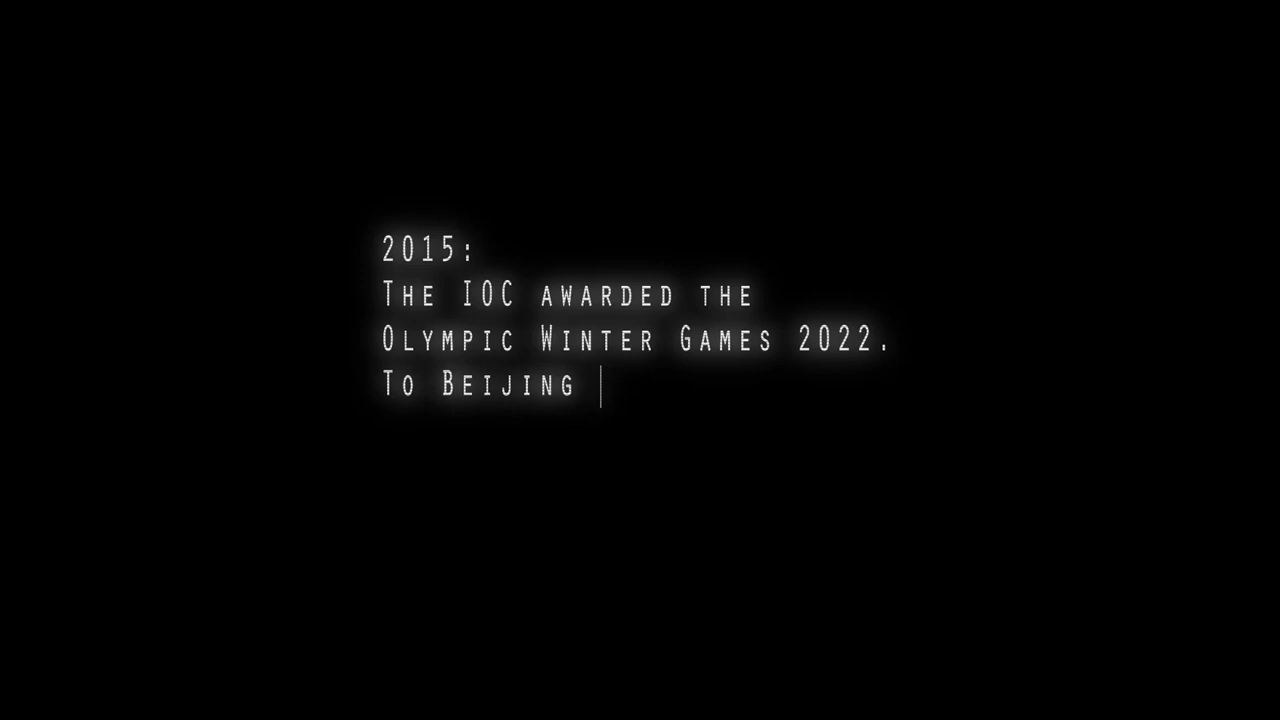 2015:
The IOC awarded the
Olympic Winter Games 2022.
To Beijing